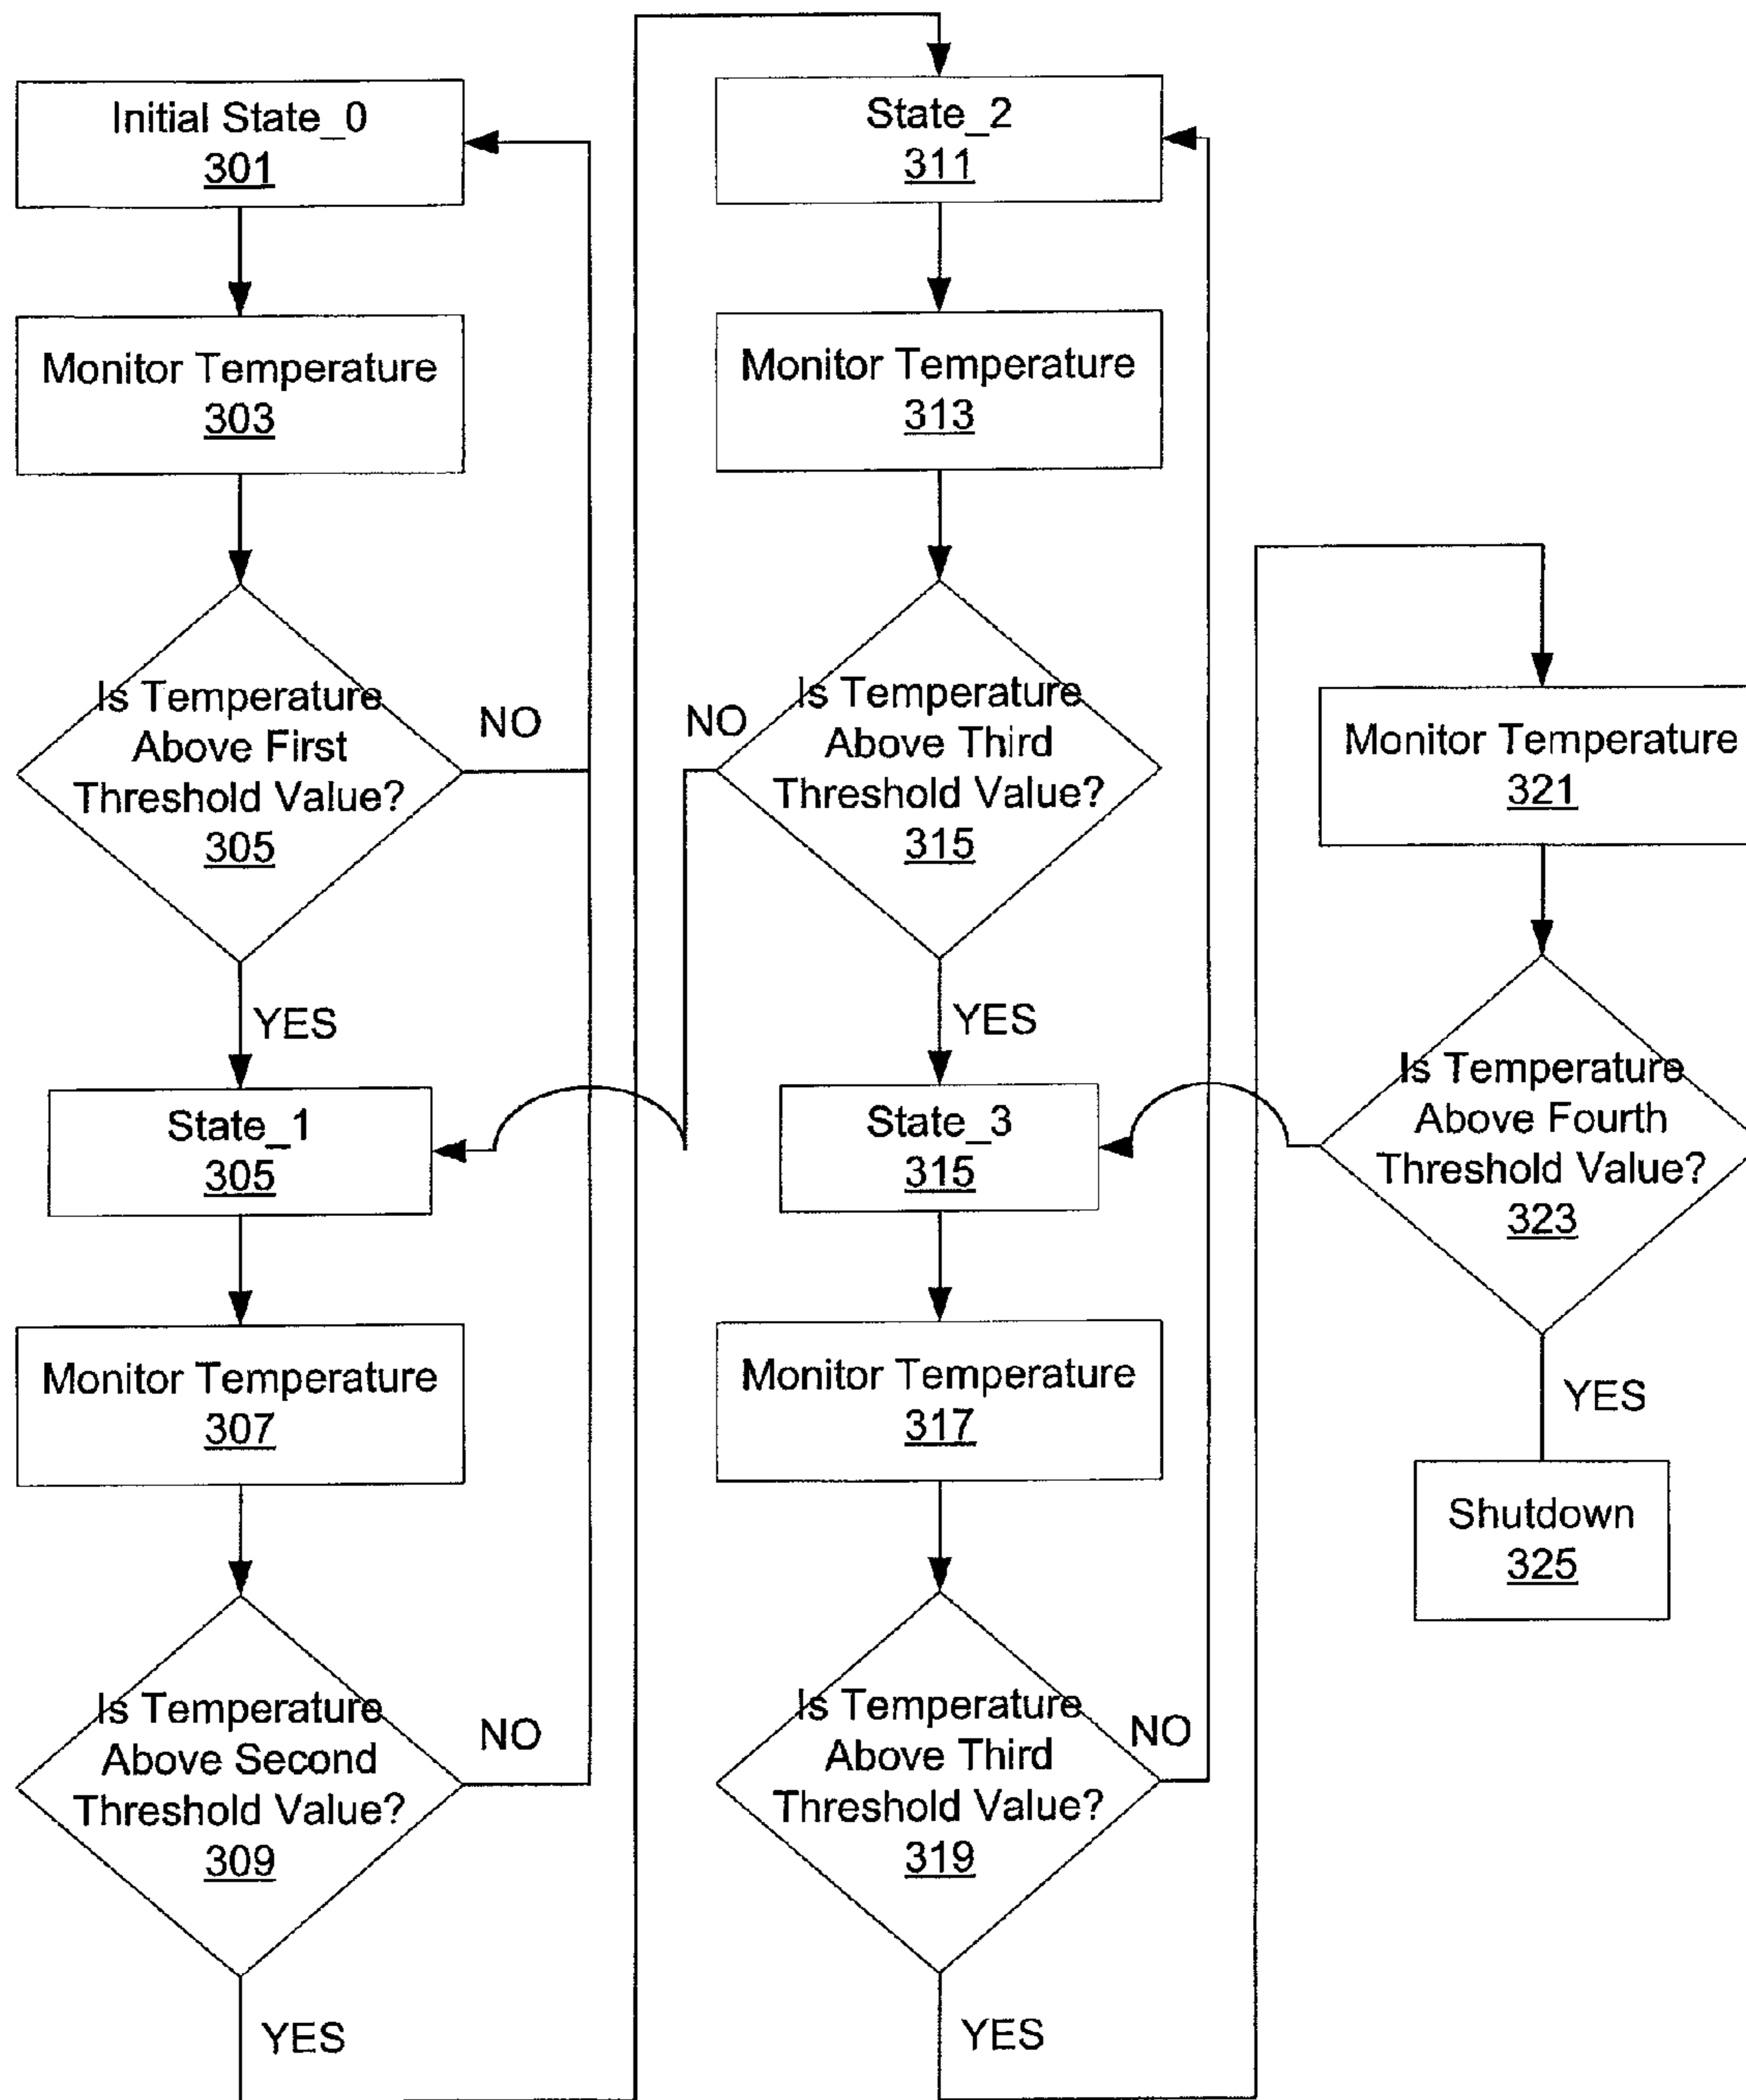 Initial State_0
301
Monitor Temperature
303
Is Temperature
Above First
Threshold Value?
305
NO
YES
State_1
305
Monitor Temperature
307
Is Temperature
Above Second
Threshold Value?
309
NO
YES
State_2
311
Monitor Temperature
313
Is Temperature
Above Third
Threshold Value?
315
NO
YES
State_3
315
Monitor Temperature
317
Is Temperature
Above Third
Threshold Value?
319
NO
YES
Monitor Temperature
321
Is Temperature
Above Fourth
Threshold Value?
323
YES
Shutdown
325